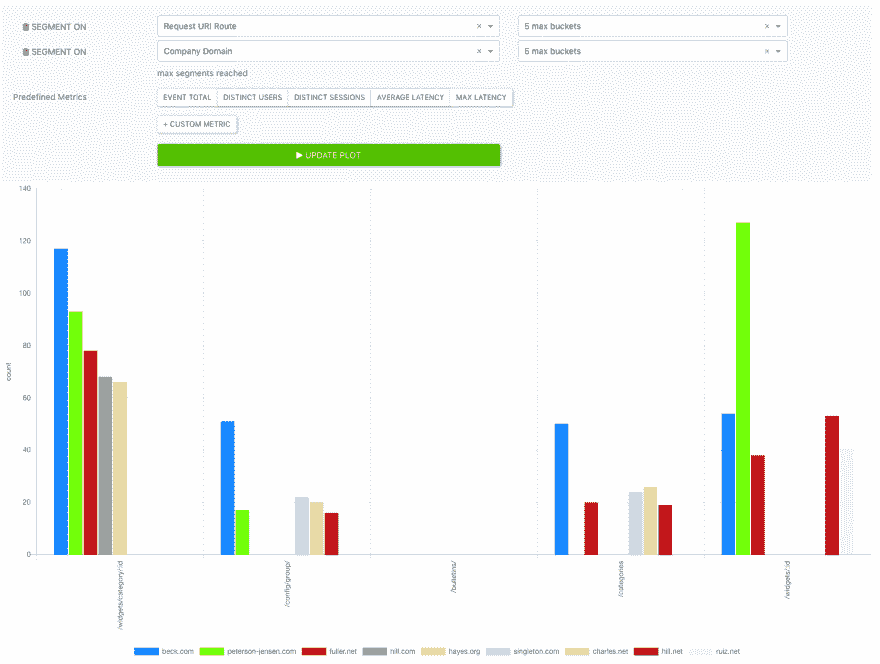 SEGMENT ON Request URI Route × 5 max buckets ×
SEGMENT ON Company Domain × 5 max buckets ×
max segments reached
Predefined Metrics EVENT TOTAL DISTINCT USERS DISTINCT SESSIONS AVERAGE LATENCY MAX LATENCY
+ CUSTOM METRIC
UPDATE PLOT
140
120
100
80
60
40
20
0
count
/widgets/category/:id
/config/group/
/bulletins/
/categories
/widgets/:id
beck.com peterson-jensen.com fuller.net hill.com hayes.org singleton.com charles.net hill.net ruiz.net